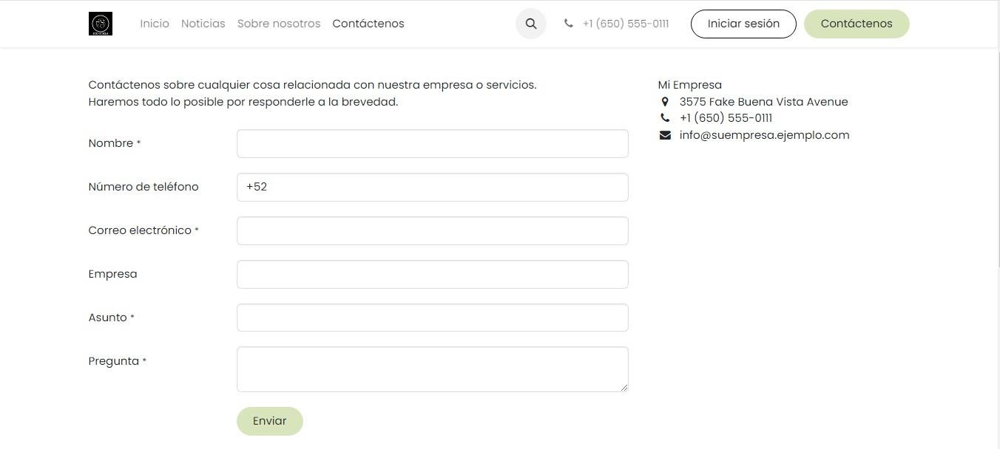 Inicio Noticias Sobre nosotros Contáctenos +1 (650) 555-0111 Iniciar sesión Contáctenos
Contáctenos sobre cualquier cosa relacionada con nuestra empresa o servicios.
Haremos todo lo posible por responderle a la brevedad.
Nombre *
Número de teléfono +52
Correo electrónico *
Empresa
Asunto *
Pregunta *
Enviar
Mi Empresa
3575 Fake Buena Vista Avenue
+1 (650) 555-0111
info@suempresa.ejemplo.com